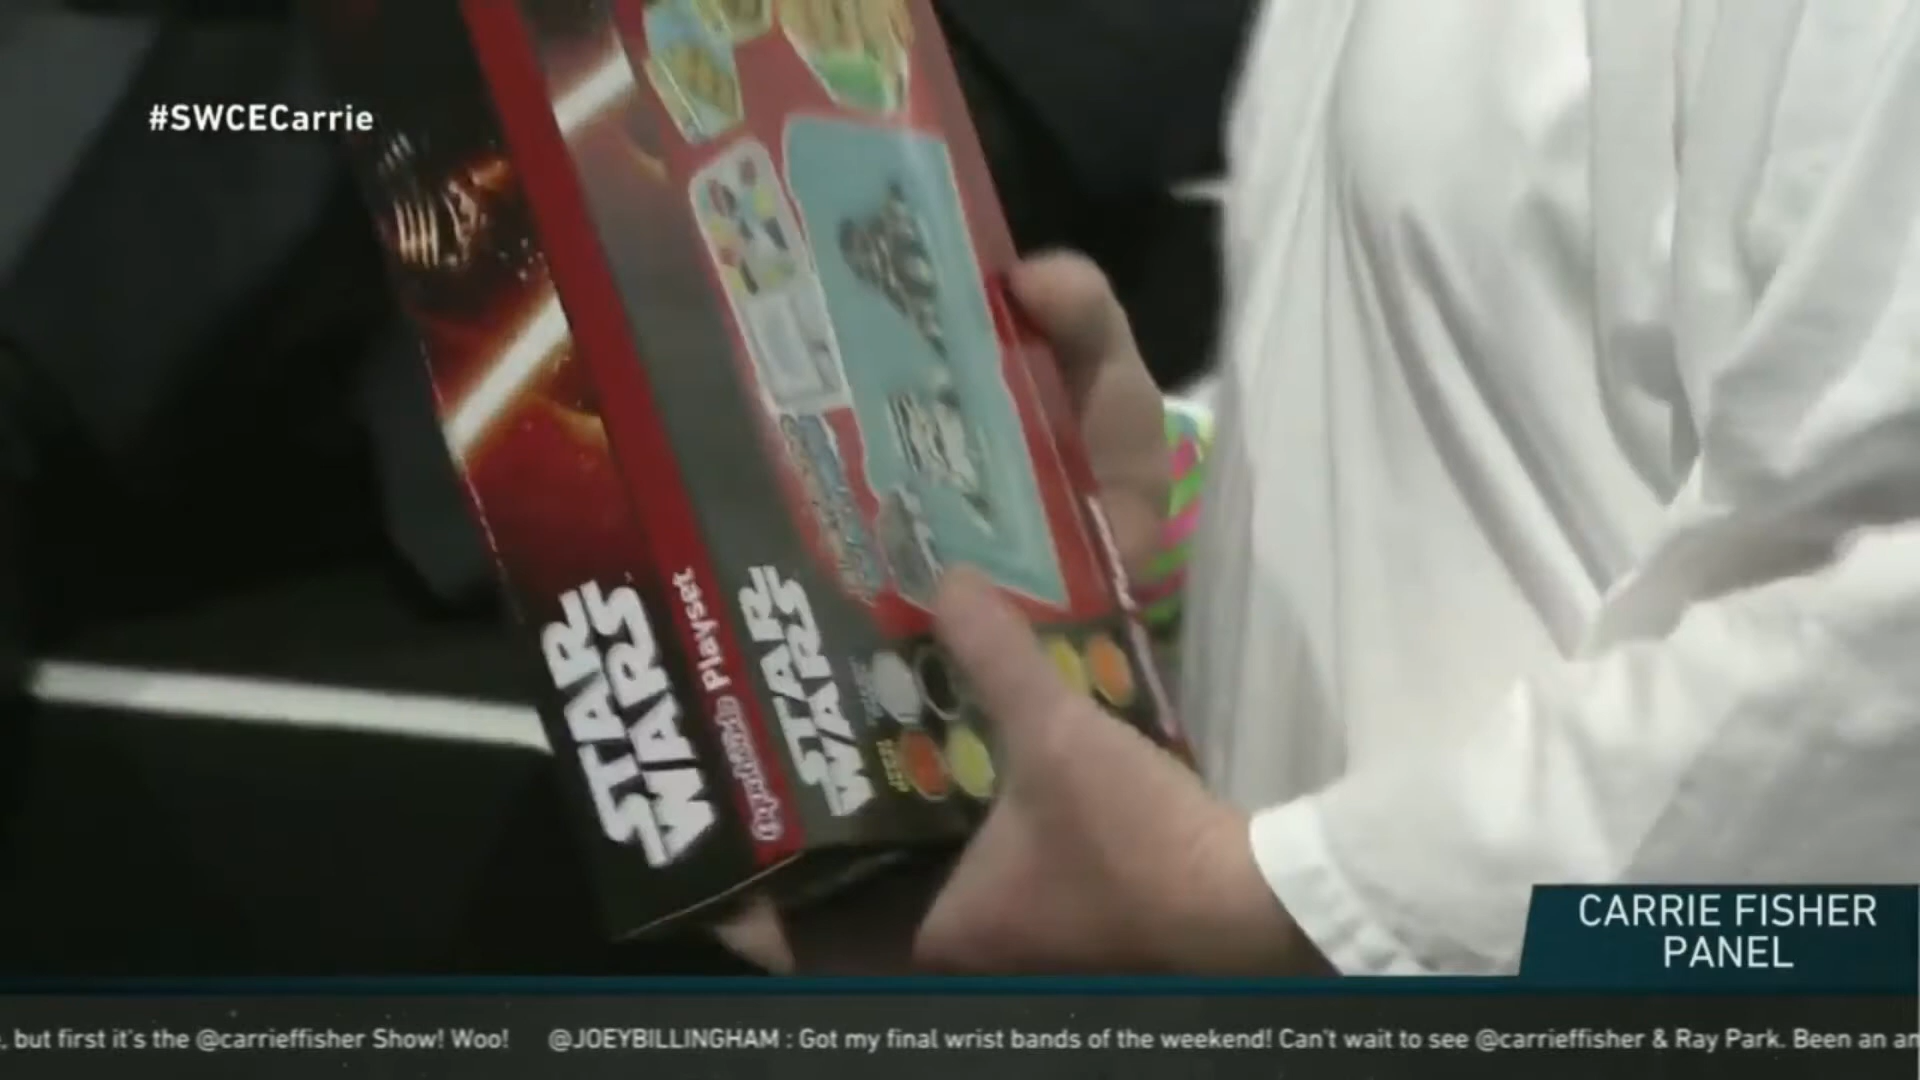 #SWCECarrie
STAR
WARS
Playset
STAR
WARS
CARRIE FISHER
PANEL
, but first it's the @carrieffisher Show! Woo! @JOEYBILLINGHAM : Got my final wrist bands of the weekend! Can't wait to see @carrieffisher & Ray Park. Been an an